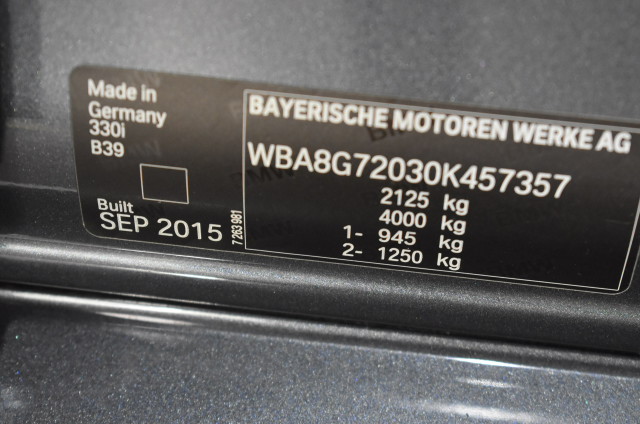 Made in
Germany
330i
B39
Built
SEP 2015
7 263 981
BAYERISCHE MOTOREN WERKE AG
WBA8G72030K457357
2125 kg
4000 kg
1- 945 kg
2- 1250 kg